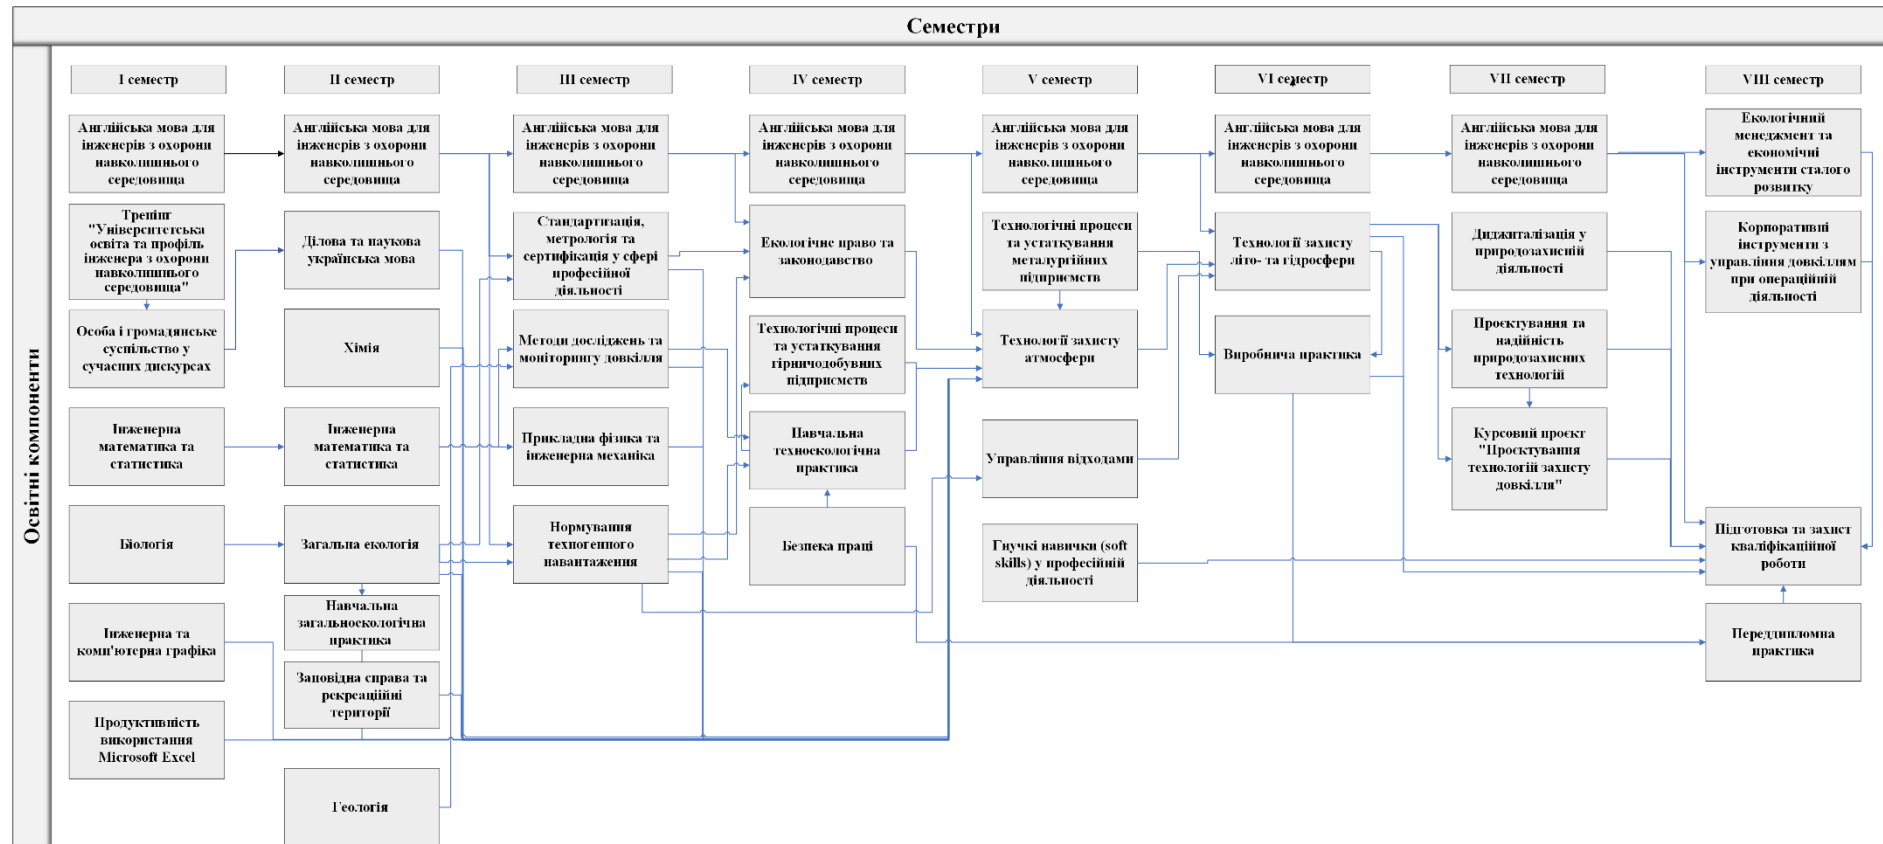 Семестри
Освітні компоненти
I семестр
Англійська мова для
інженерів з охорони
навколишнього
середовища
Тренінг
"Університетська
освіта та профіль
інженера з охорони
навколишнього
середовища"
Особа і громадянське
суспільство у
сучасних дискурсах
Інженерна
математика та
статистика
Біологія
Інженерна та
комп'ютерна графіка
Продуктивність
використання
Microsoft Excel
II семестр
Англійська мова для
інженерів з охорони
навколишнього
середовища
Ділова та наукова
українська мова
Хімія
Інженерна
математика та
статистика
Загальна екологія
Навчальна
загальноекологічна
практика
Заповідна справа та
рекреаційні
території
Геологія
III семестр
Англійська мова для
інженерів з охорони
навколишнього
середовища
Стандартизація,
метрологія та
сертифікація у сфері
професійної
діяльності
Методи досліджень та
моніторингу довкілля
Прикладна фізика та
інженерна механіка
Нормування
техногенного
навантаження
IV семестр
Англійська мова для
інженерів з охорони
навколишнього
середовища
Екологічне право та
законодавство
Технологічні процеси
та устаткування
гірничодобувних
підприємств
Навчальна
техноекологічна
практика
Безпека праці
V семестр
Англійська мова для
інженерів з охорони
навколишнього
середовища
Технологічні процеси
та устаткування
металургійних
підприємств
Технології захисту
атмосфери
Управління відходами
Гнучкі навички (soft
skills) у професійній
діяльності
VI семестр
Англійська мова для
інженерів з охорони
навколишнього
середовища
Технології захисту
літо- та гідросфери
Виробнича практика
VII семестр
Англійська мова для
інженерів з охорони
навколишнього
середовища
Диджиталізація у
природозахисній
діяльності
Проєктування та
надійність
природозахисних
технологій
Курсовий проєкт
"Проєктування
технологій захисту
довкілля"
VIII семестр
Екологічний
менеджмент та
економічні
інструменти сталого
розвитку
Корпоративні
інструменти з
управління довкіллям
при операційній
діяльності
Підготовка та захист
кваліфікаційної
роботи
Переддипломна
практика